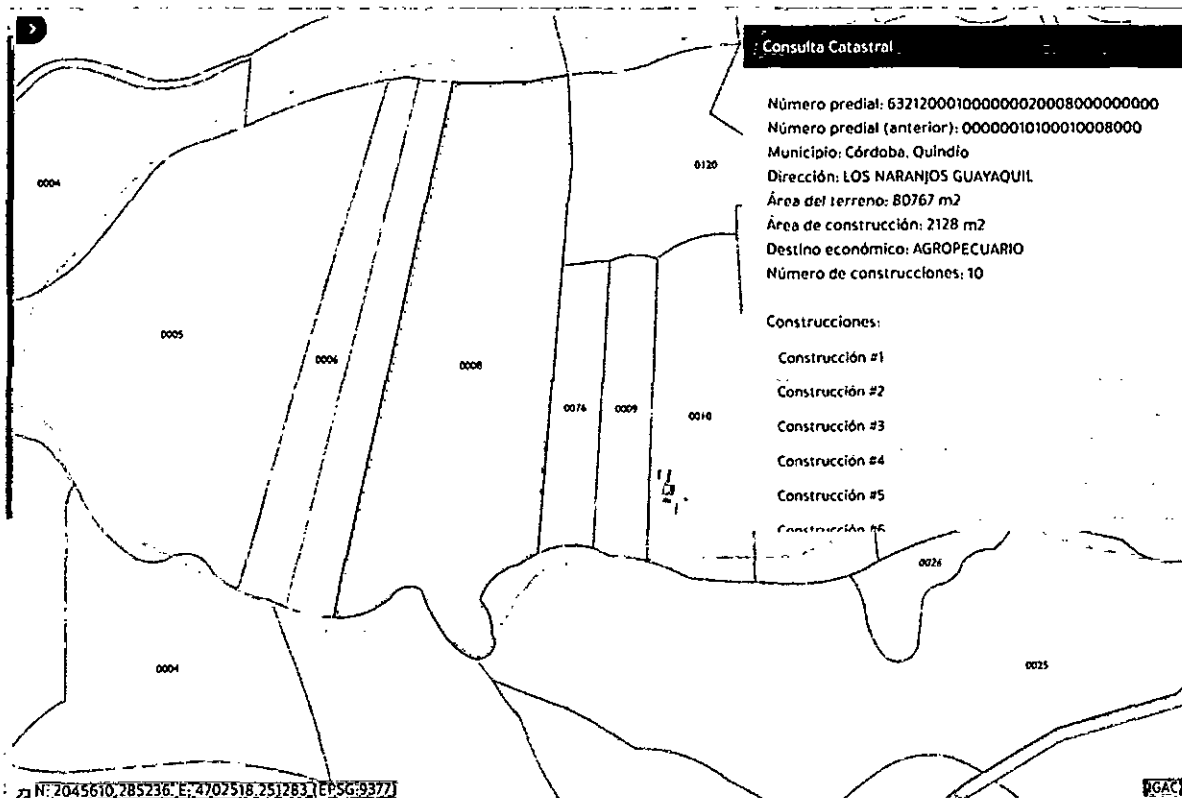 Consulta Catastral
Número predial: 632120001000000020008000000000
Número predial (anterior): 00000010100010008000
Municipio: Córdoba, Quindío
Dirección: LOS NARANJOS GUAYAQUIL
Área del terreno: 80767 m2
Área de construcción: 2128 m2
Destino económico: AGROPECUARIO
Número de construcciones: 10
Construcciones:
Construcción #1
Construcción #2
Construcción #3
Construcción #4
Construcción #5
Construcción #6
0004
0120
0005
0006
0008
0076
0009
0010
0026
0004
0025
N: 2045610.285236, E: 4702518.251283 (EPSG:9377)
IGAC